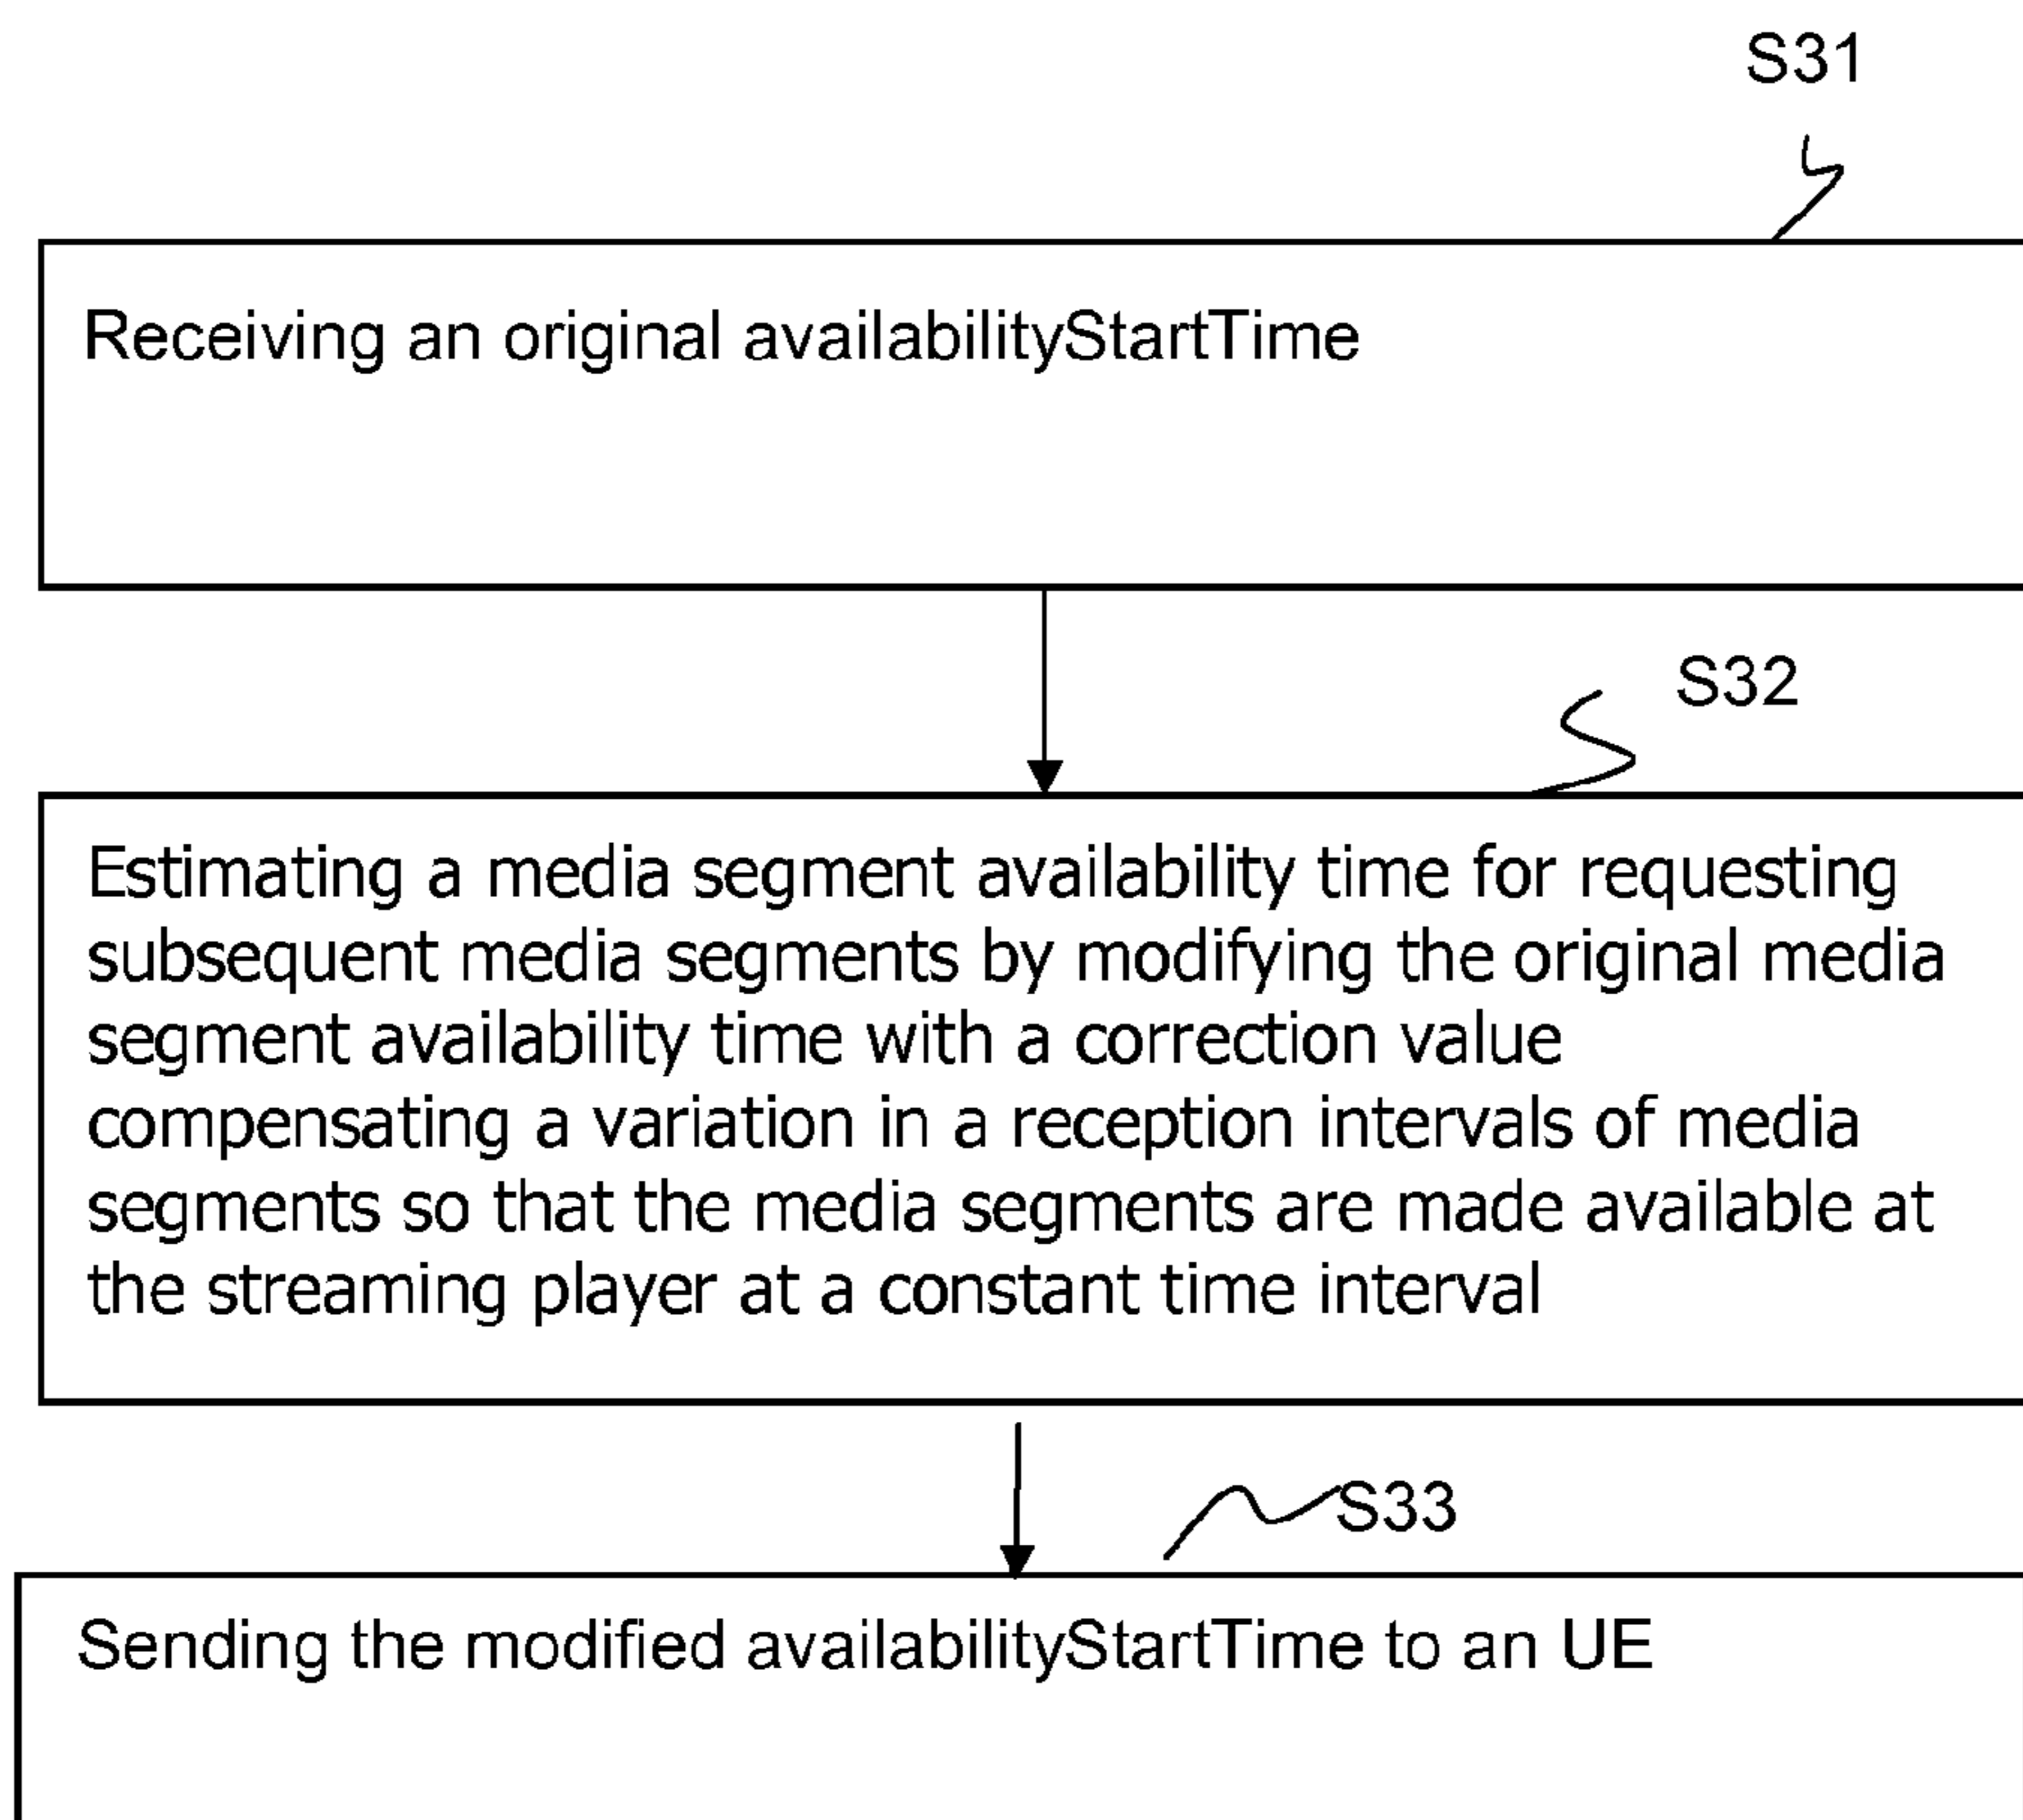 S31
Receiving an original availabilityStartTime
S32
Estimating a media segment availability time for requesting
subsequent media segments by modifying the original media
segment availability time with a correction value
compensating a variation in a reception intervals of media
segments so that the media segments are made available at
the streaming player at a constant time interval
S33
Sending the modified availabilityStartTime to an UE